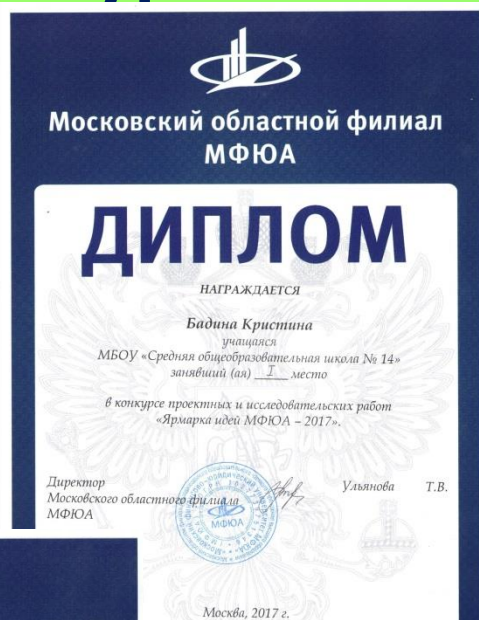 Московский областной филиал
МФЮА
ДИПЛОМ
НАГРАЖДАЕТСЯ
Бадина Кристина
учащаяся
МБОУ «Средняя общеобразовательная школа № 14»
занявший (ая) I место
в конкурсе проектных и исследовательских работ
«Ярмарка идей МФЮА – 2017».
Директор
Московского областного филиала
МФЮА
Ульянова Т.В.
МФЮА
Москва, 2017 г.